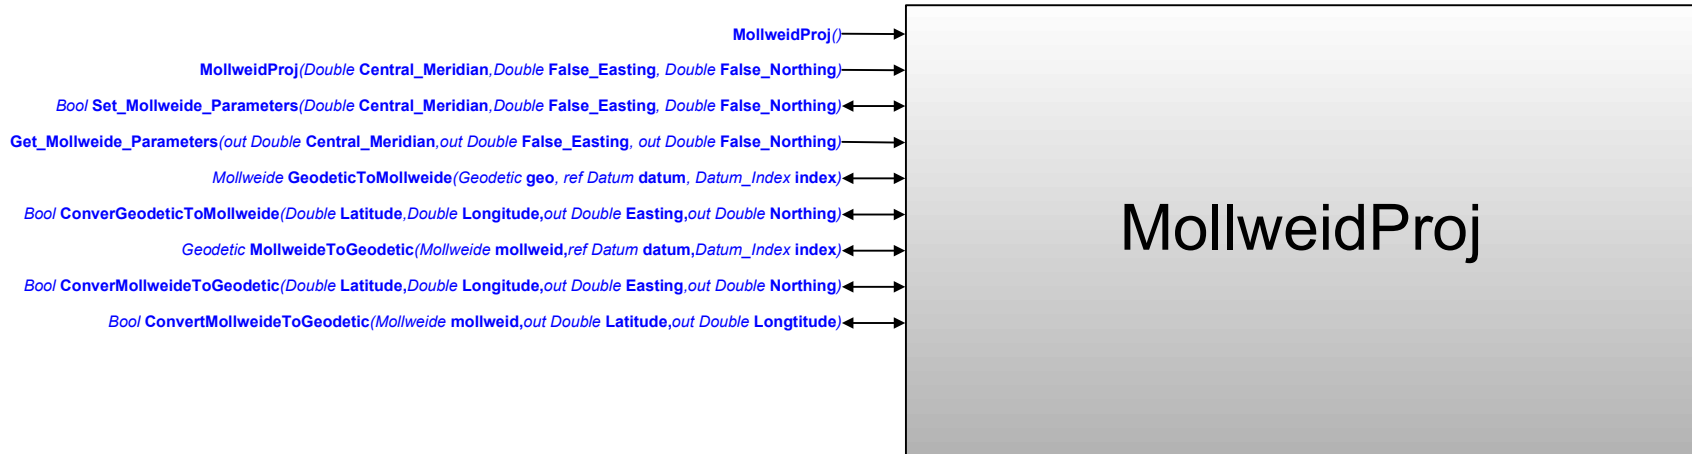 MollweidProj()
MollweidProj(Double Central_Meridian,Double False_Easting, Double False_Northing)
Bool Set_Mollweide_Parameters(Double Central_Meridian,Double False_Easting, Double False_Northing)
Get_Mollweide_Parameters(out Double Central_Meridian,out Double False_Easting, out Double False_Northing)
Mollweide GeodeticToMollweide(Geodetic geo, ref Datum datum, Datum_Index index)
Bool ConverGeodeticToMollweide(Double Latitude,Double Longitude,out Double Easting,out Double Northing)
Geodetic MollweideToGeodetic(Mollweide mollweid,ref Datum datum,Datum_Index index)
Bool ConverMollweideToGeodetic(Double Latitude,Double Longitude,out Double Easting,out Double Northing)
Bool ConvertMollweideToGeodetic(Mollweide mollweid,out Double Latitude,out Double Longtitude)
MollweidProj